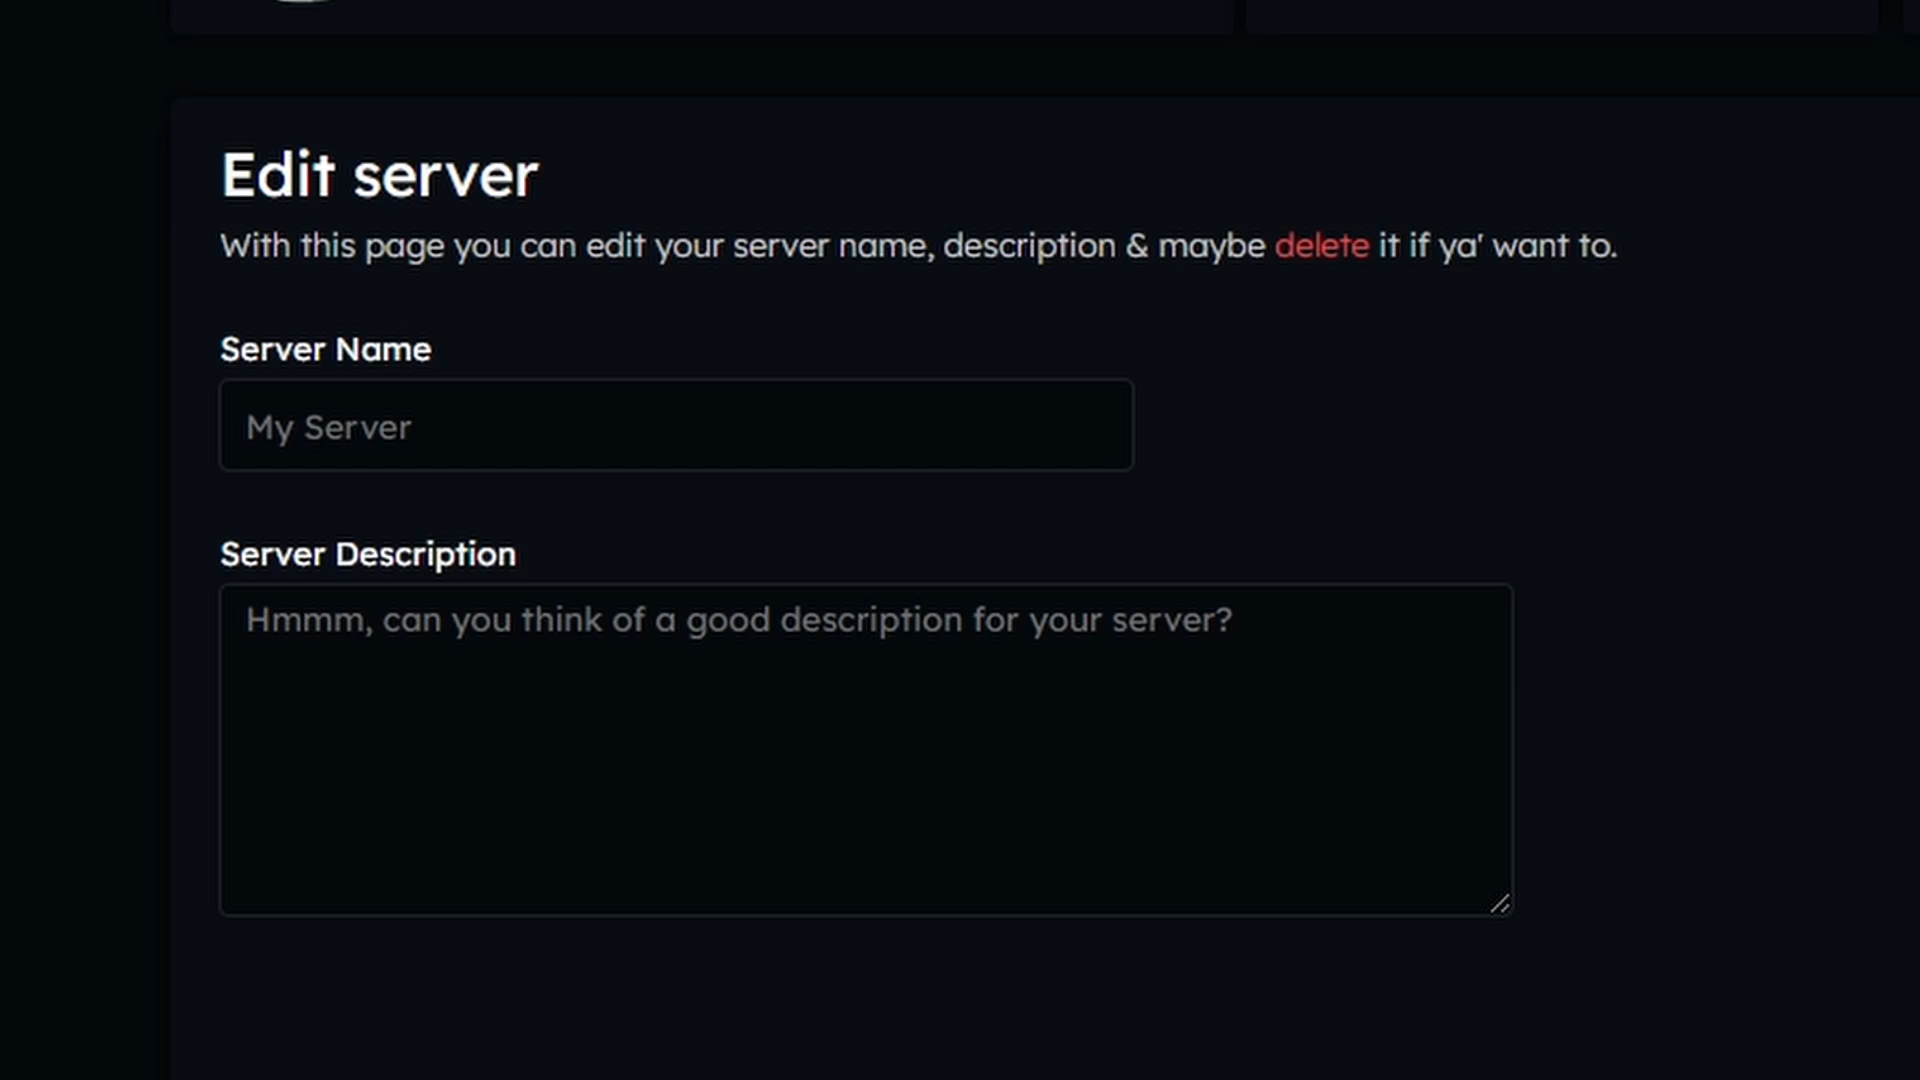 Edit server
With this page you can edit your server name, description & maybe delete it if ya' want to.
Server Name
My Server
Server Description
Hmmm, can you think of a good description for your server?